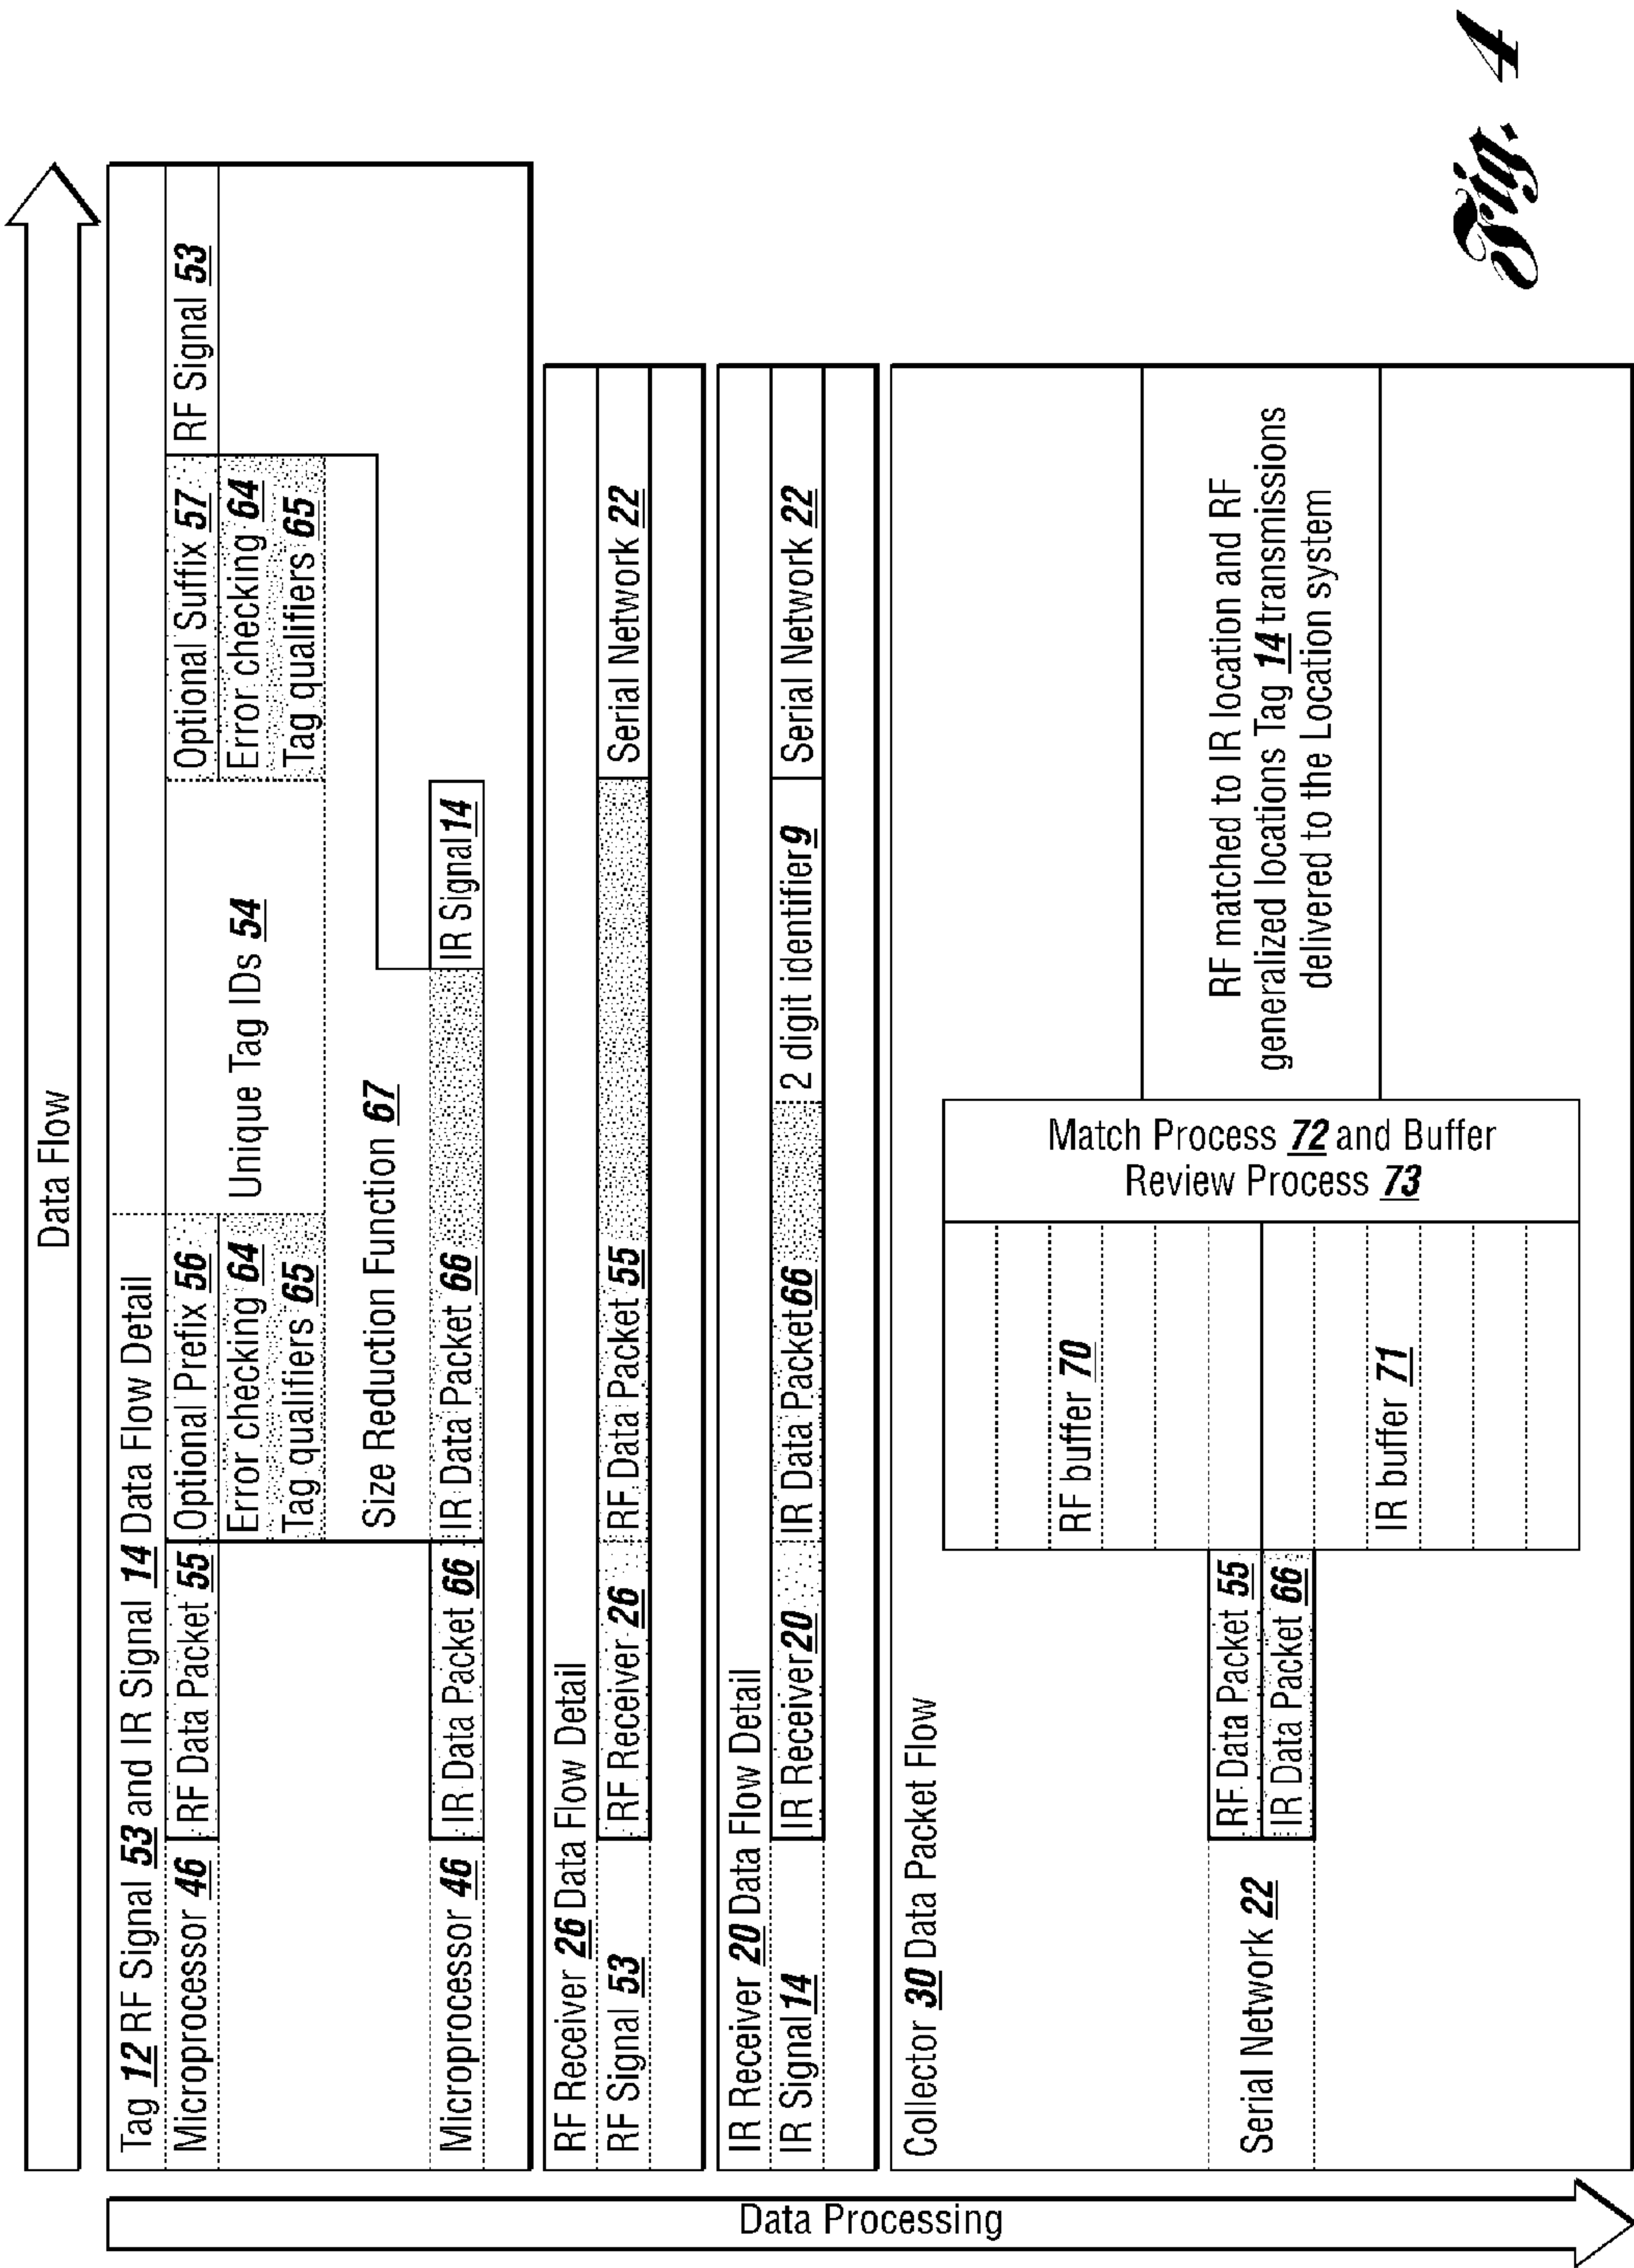 Data Flow
Data Processing
Tag 12 RF Signal 53 and IR Signal 14 Data Flow Detail
Microprocessor 46 RF Data Packet 55 Optional Prefix 56 Optional Suffix 57 RF Signal 53
Error checking 64 Unique Tag IDs 54 Error checking 64
Tag qualifiers 65 Tag qualifiers 65
Size Reduction Function 67
Microprocessor 46 IR Data Packet 66 IR Data Packet 66 IR Signal 14
RF Receiver 26 Data Flow Detail
RF Signal 53 RF Receiver 26 RF Data Packet 55 Serial Network 22
IR Receiver 20 Data Flow Detail
IR Signal 14 IR Receiver 20 IR Data Packet 66 2 digit identifier 9 Serial Network 22
Collector 30 Data Packet Flow
Serial Network 22
RF Data Packet 55
IR Data Packet 66
RF buffer 70
IR buffer 71
Match Process 72 and Buffer
Review Process 73
RF matched to IR location and RF
generalized locations Tag 14 transmissions
delivered to the Location system
Fig. 4